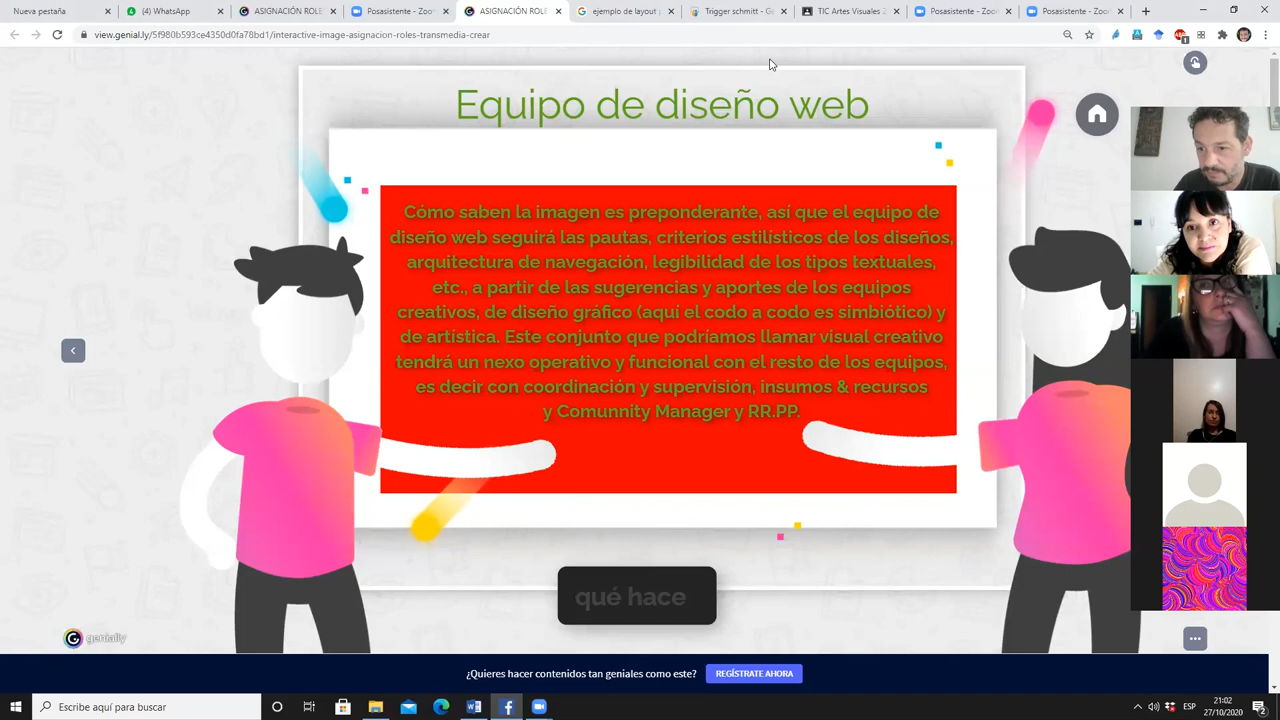 Nueva pestaña
(4) WhatsApp
ASIGNACIÓN ROLE
Posasistente - Zoom
ASIGNACIÓN ROLE
ejemplo de layout
Trigger schmitt - G
TIC Artes Visuales 2
Posasistente - Zoo
Posasistente - Zoo
view.genial.ly/5f980b593ce4350d0fa78bd1/interactive-image-asignacion-roles-transmedia-crear
1
Equipo de diseño web
Cómo saben la imagen es preponderante, así que el equipo de
diseño web seguirá las pautas, criterios estilísticos de los diseños,
arquitectura de navegación, legibilidad de los tipos textuales,
etc., a partir de las sugerencias y aportes de los equipos
creativos, de diseño gráfico (aquí el codo a codo es simbiótico) y
de artística. Este conjunto que podríamos llamar visual creativo
tendrá un nexo operativo y funcional con el resto de los equipos,
es decir con coordinación y supervisión, insumos & recursos
y Comunnity Manager y RR.PP.
qué hace
genially
¿Quieres hacer contenidos tan geniales como este?
REGÍSTRATE AHORA
Escribe aquí para buscar
ESP
21:02
27/10/2020
2